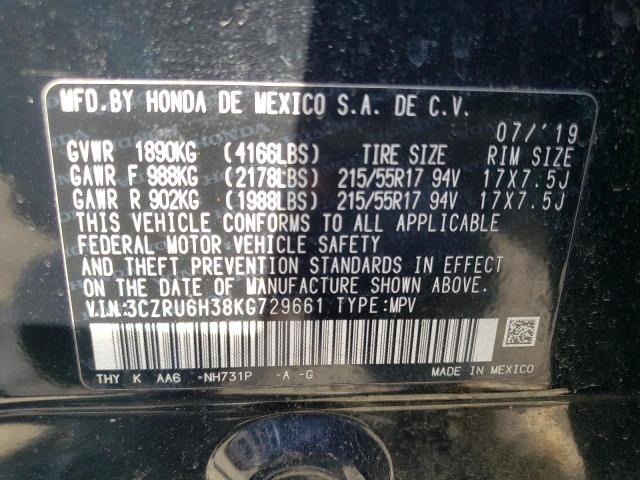 MFD.BY HONDA DE MEXICO S.A. DE C.V.
07/'19
GVWR 1890KG (4166LBS) TIRE SIZE RIM SIZE
GAWR F 988KG (2178LBS) 215/55R17 94V 17X7.5J
GAWR R 902KG (1988LBS) 215/55R17 94V 17X7.5J
THIS VEHICLE CONFORMS TO ALL APPLICABLE
FEDERAL MOTOR VEHICLE SAFETY
AND THEFT PREVENTION STANDARDS IN EFFECT
ON THE DATE OF MANUFACTURE SHOWN ABOVE.
V.I.N:3CZRU6H38KG729661 TYPE:MPV
THY K AA6 -NH731P -A -G MADE IN MEXICO